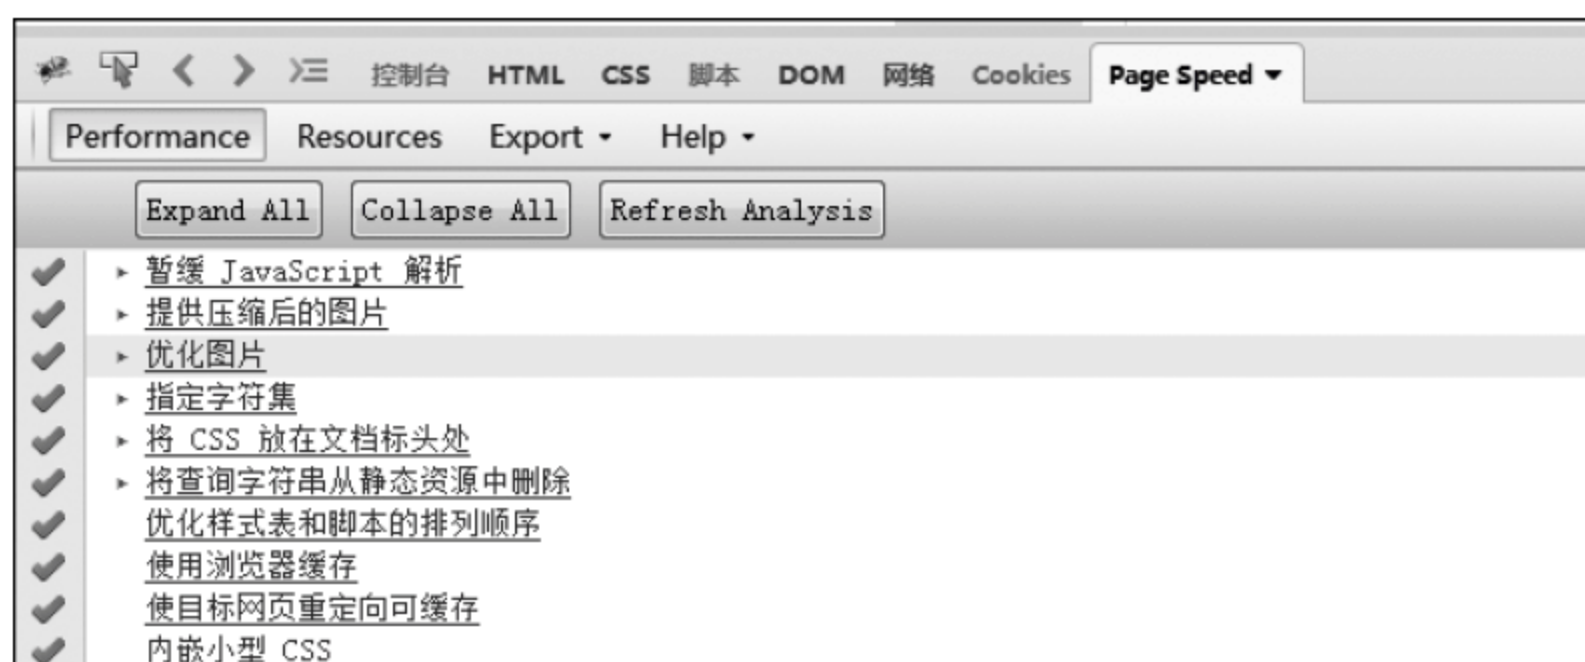 控制台 HTML CSS 脚本 DOM 网络 Cookies Page Speed
Performance Resources Export Help
Expand All Collapse All Refresh Analysis
暂缓 JavaScript 解析
提供压缩后的图片
优化图片
指定字符集
将 CSS 放在文档标头处
将查询字符串从静态资源中删除
优化样式表和脚本的排列顺序
使用浏览器缓存
使目标网页重定向可缓存
内嵌小型 CSS